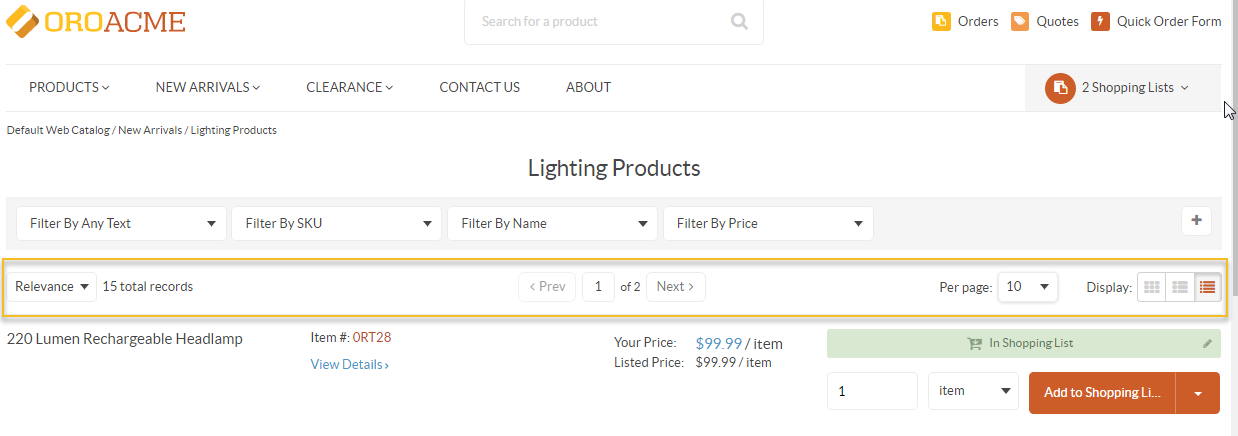 OROACME
Search for a product
Orders
Quotes
Quick Order Form
PRODUCTS
NEW ARRIVALS
CLEARANCE
CONTACT US
ABOUT
2 Shopping Lists
Default Web Catalog / New Arrivals / Lighting Products
Lighting Products
Filter By Any Text
Filter By SKU
Filter By Name
Filter By Price
+
Relevance
15 total records
‹ Prev
1
of 2
Next ›
Per page:
10
Display:
220 Lumen Rechargeable Headlamp
Item #: 0RT28
View Details ›
Your Price: $99.99 / item
Listed Price: $99.99 / item
In Shopping List
1
item
Add to Shopping Li...